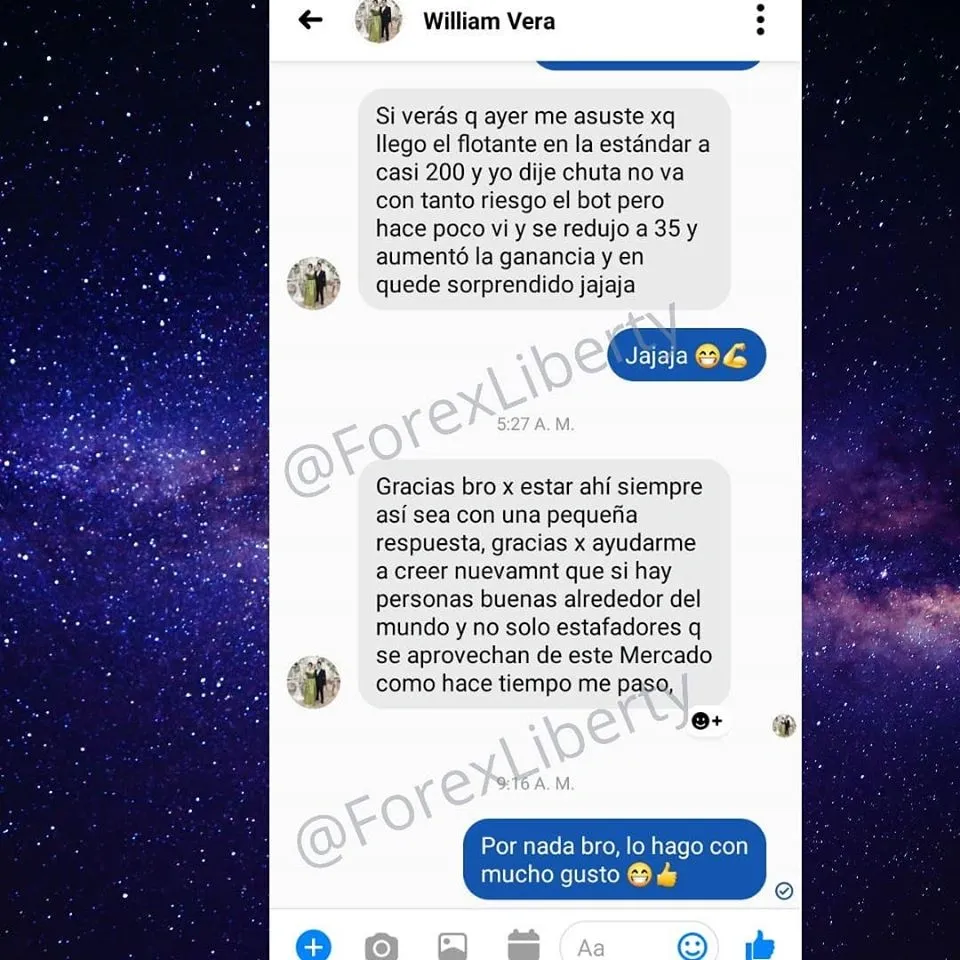 William Vera
Si verás q ayer me asuste xq
llego el flotante en la estándar a
casi 200 y yo dije chuta no va
con tanto riesgo el bot pero
hace poco vi y se redujo a 35 y
aumentó la ganancia y en
quede sorprendido jajaja
Jajaja 😁💪
@ForexLiberty
5:27 A. M.
Gracias bro x estar ahí siempre
así sea con una pequeña
respuesta, gracias x ayudarme
a creer nuevamnt que si hay
personas buenas alrededor del
mundo y no solo estafadores q
se aprovechan de este Mercado
como hace tiempo me paso,
@ForexLiberty
9:16 A. M.
Por nada bro, lo hago con
mucho gusto 😁👍
Aa